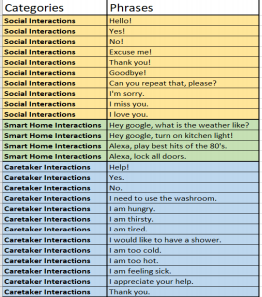 Categories Phrases
Social Interactions Hello!
Social Interactions Yes!
Social Interactions No!
Social Interactions Excuse me!
Social Interactions Thank you!
Social Interactions Goodbye!
Social Interactions Can you repeat that, please?
Social Interactions I'm sorry.
Social Interactions I miss you.
Social Interactions I love you.
Smart Home Interactions Hey google, what is the weather like?
Smart Home Interactions Hey google, turn on kitchen light!
Smart Home Interactions Alexa, play best hits of the 80's.
Smart Home Interactions Alexa, lock all doors.
Caretaker Interactions Help!
Caretaker Interactions Yes.
Caretaker Interactions No.
Caretaker Interactions I need to use the washroom.
Caretaker Interactions I am hungry.
Caretaker Interactions I am thirsty.
Caretaker Interactions I am tired.
Caretaker Interactions I would like to have a shower.
Caretaker Interactions I am too cold.
Caretaker Interactions I am too hot.
Caretaker Interactions I am feeling sick.
Caretaker Interactions I appreciate your help.
Caretaker Interactions Thank you.